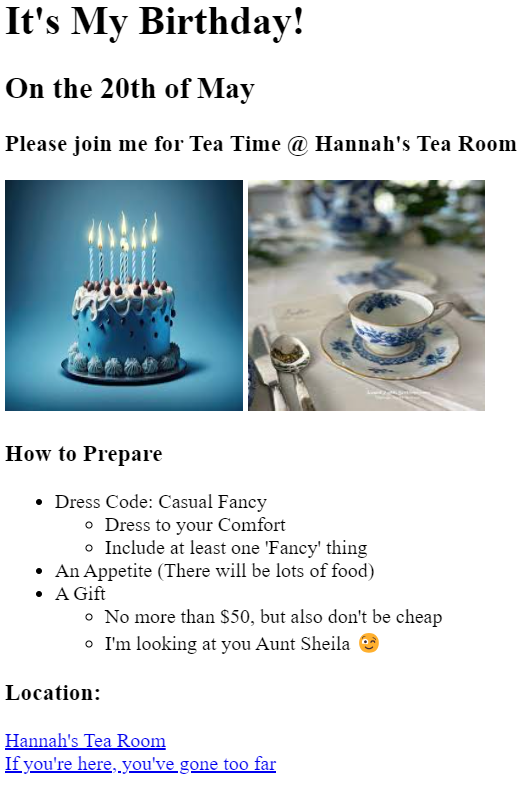 It's My Birthday!
On the 20th of May
Please join me for Tea Time @ Hannah's Tea Room
How to Prepare
Dress Code: Casual Fancy
Dress to your Comfort
Include at least one 'Fancy' thing
An Appetite (There will be lots of food)
A Gift
No more than $50, but also don't be cheap
I'm looking at you Aunt Sheila 😉
Location:
Hannah's Tea Room
If you're here, you've gone too far